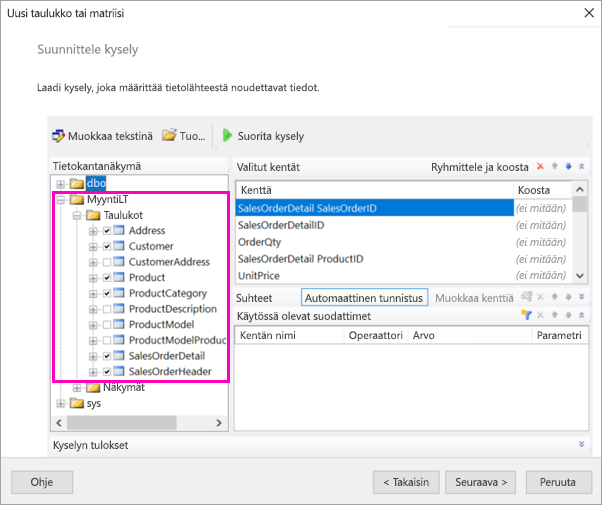 Uusi taulukko tai matriisi
Suunnittele kysely
Laadi kysely, joka määrittää tietolähteestä noudettavat tiedot.
Muokkaa tekstinä Tuo... Suorita kysely
Tietokantanäkymä
dbo
MyyntiLT
Taulukot
Address
Customer
CustomerAddress
Product
ProductCategory
ProductDescription
ProductModel
ProductModelProduc
SalesOrderDetail
SalesOrderHeader
Näkymät
sys
Valitut kentät Ryhmittele ja koosta
Kenttä Koosta
SalesOrderDetail SalesOrderID (ei mitään)
SalesOrderDetailID (ei mitään)
OrderQty (ei mitään)
SalesOrderDetail ProductID (ei mitään)
UnitPrice (ei mitään)
Suhteet Automaattinen tunnistus Muokkaa kenttiä
Käytössä olevat suodattimet
Kentän nimi Operaattori Arvo Parametri
Kyselyn tulokset
Ohje < Takaisin Seuraava > Peruuta